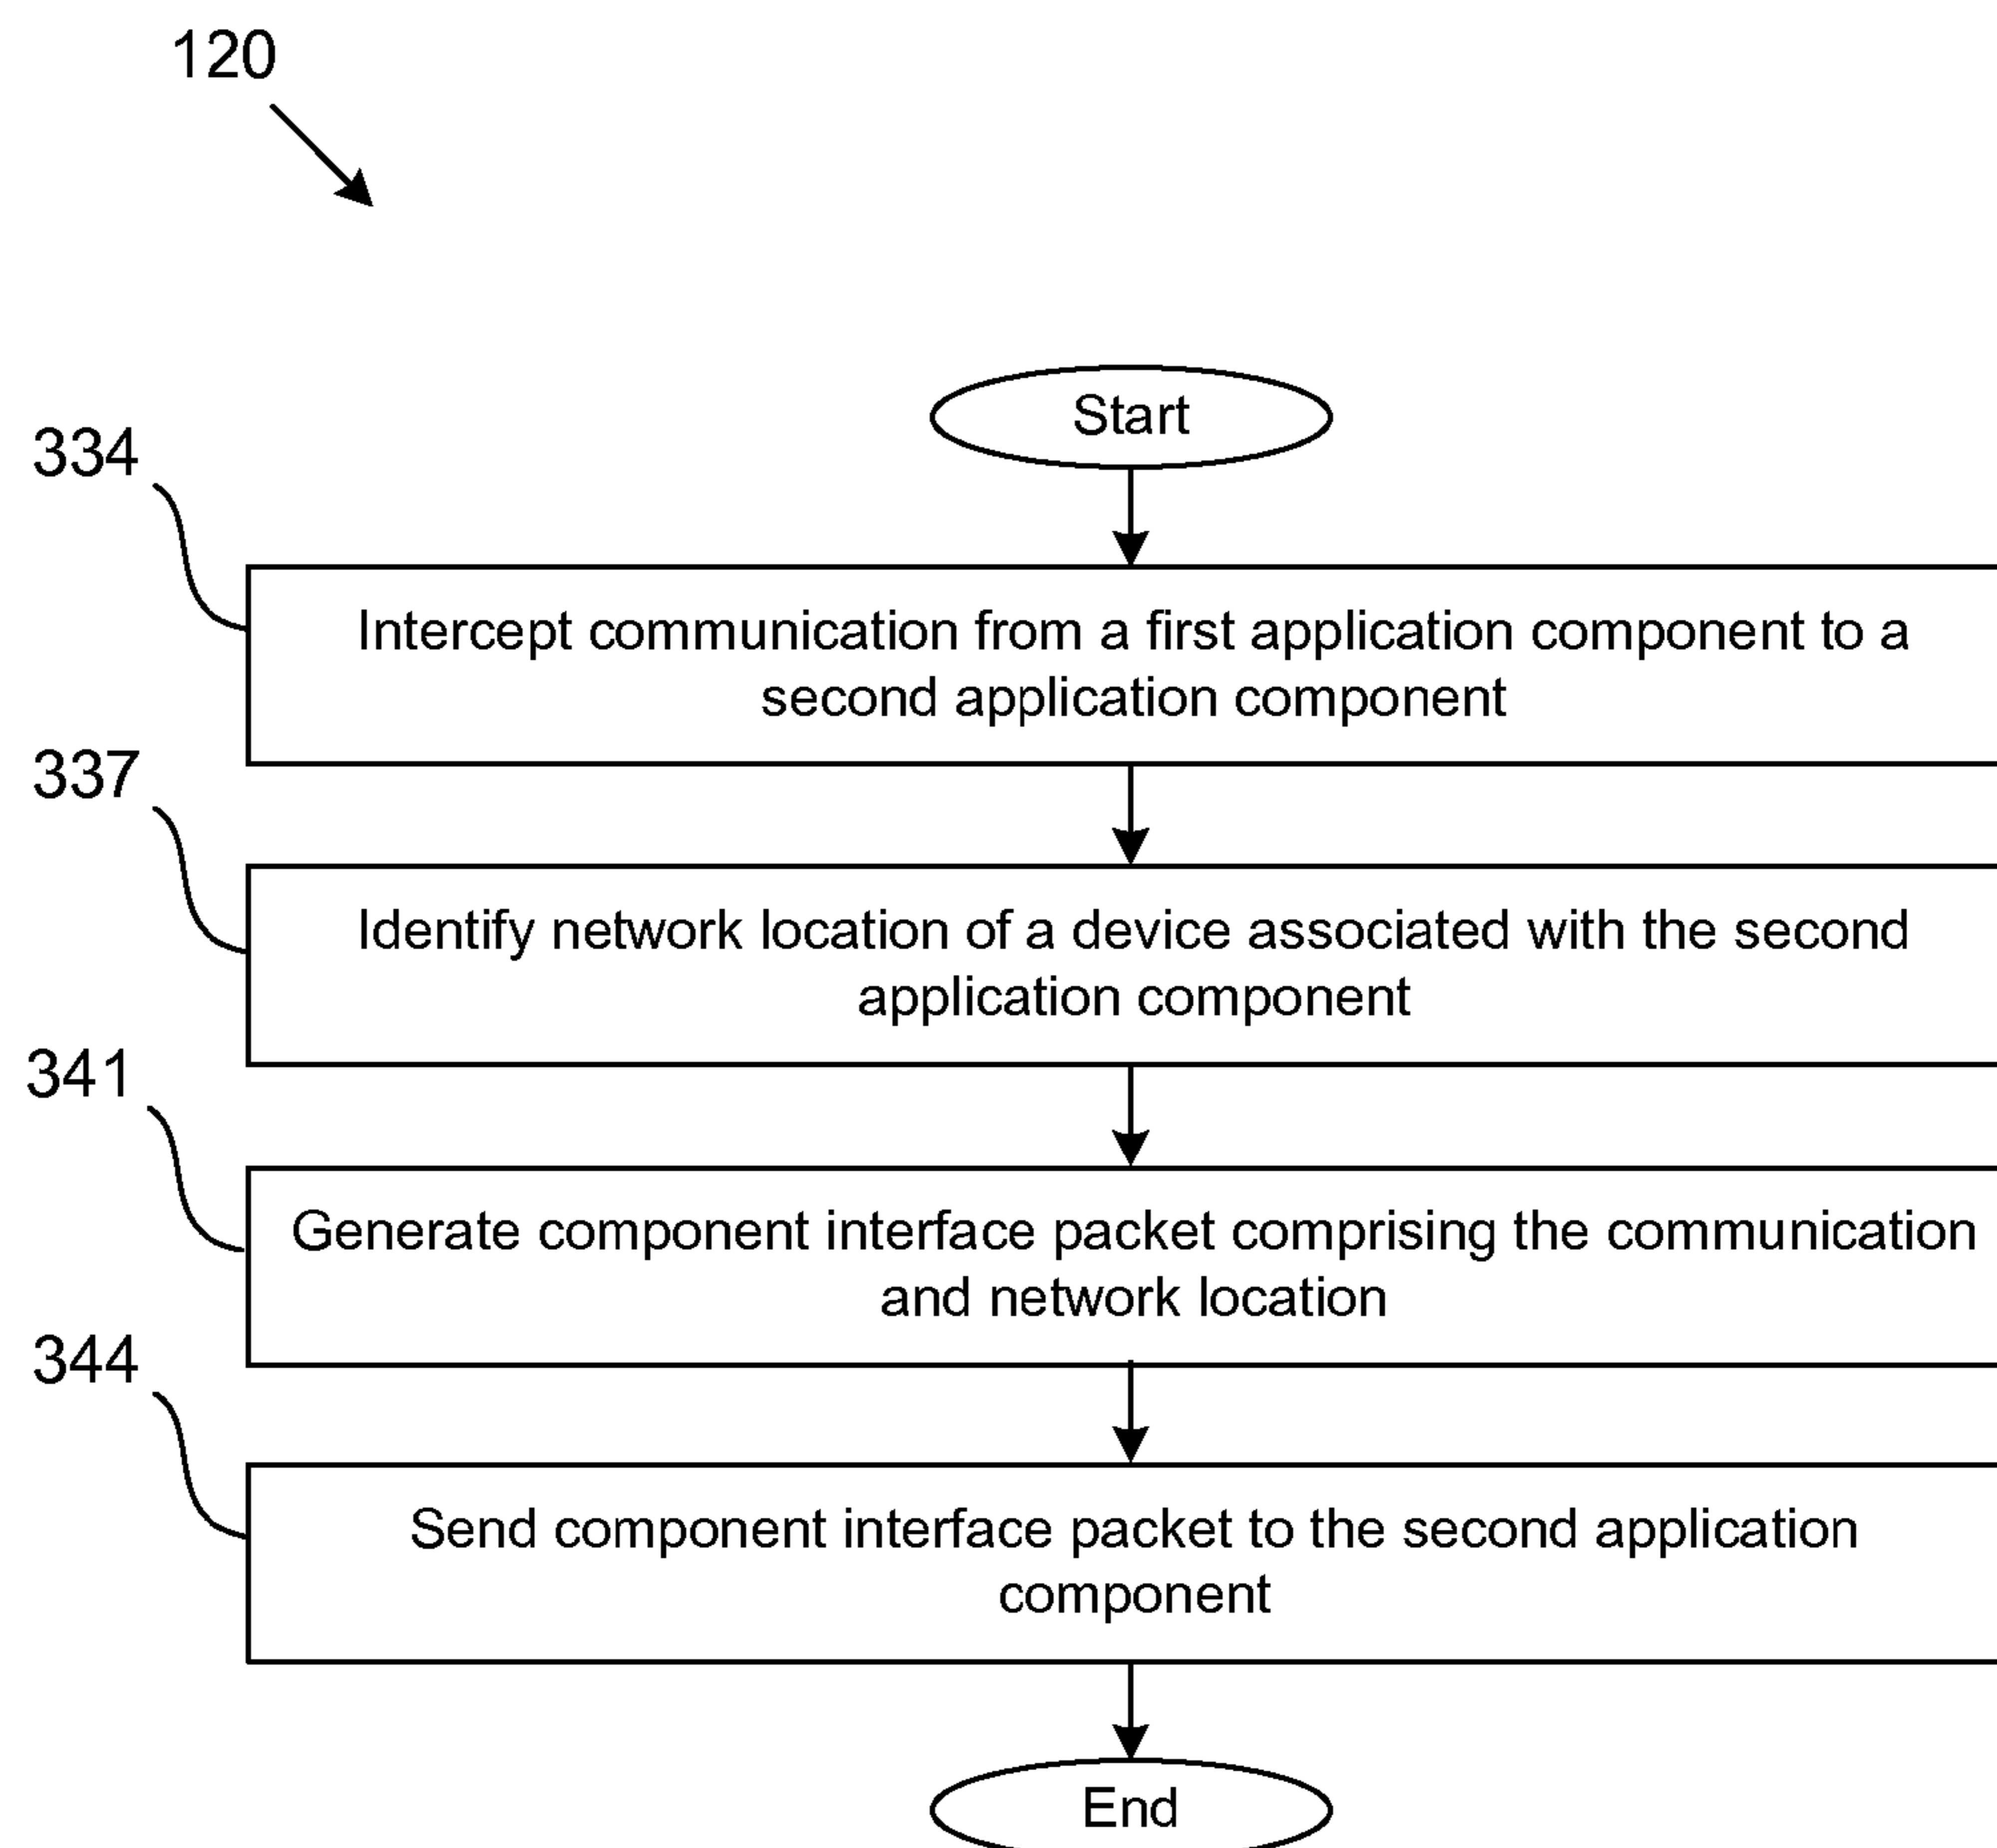 120
Start
334
Intercept communication from a first application component to a
second application component
337
Identify network location of a device associated with the second
application component
341
Generate component interface packet comprising the communication
and network location
344
Send component interface packet to the second application
component
End